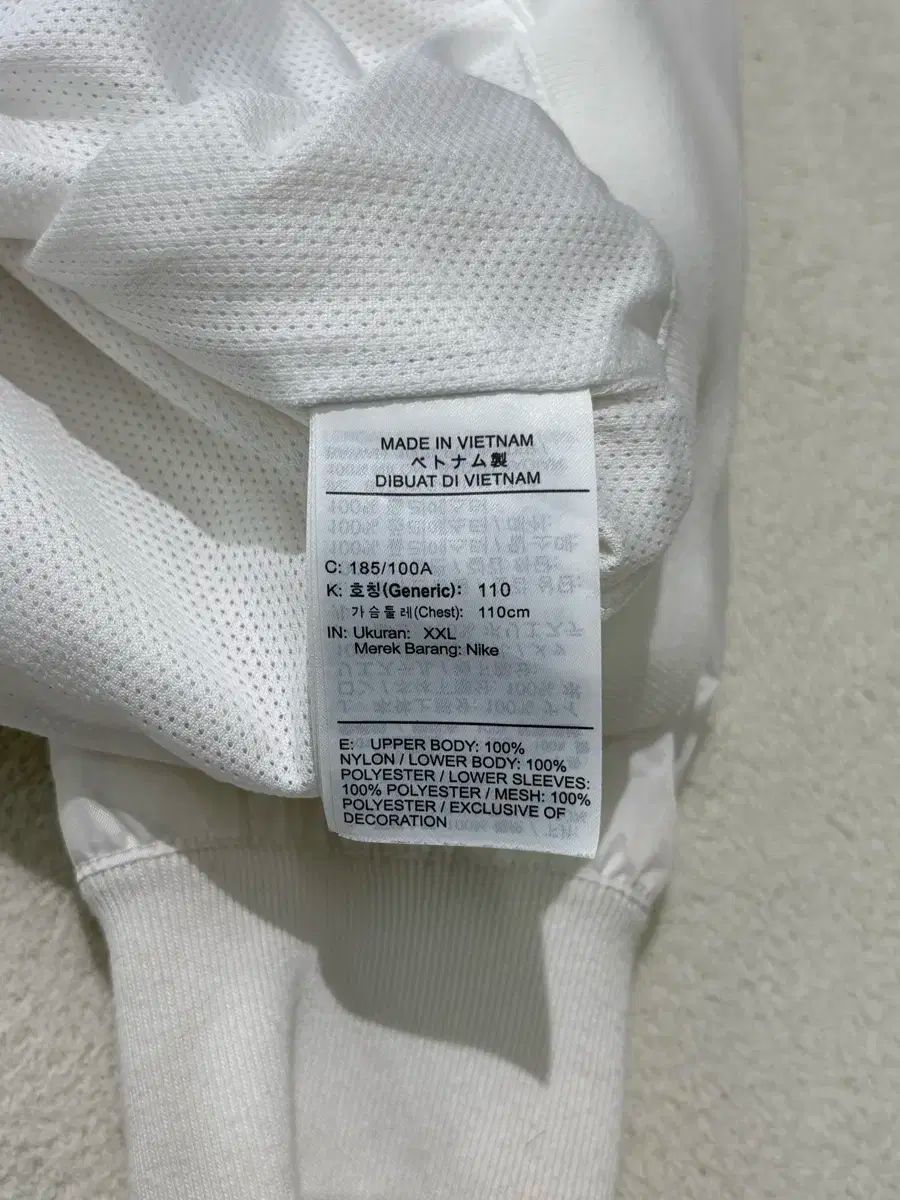 MADE IN VIETNAM
ベトナム製
DIBUAT DI VIETNAM
C: 185/100A
K: 호칭(Generic): 110
가슴둘레(Chest): 110cm
IN: Ukuran: XXL
Merek Barang: Nike
E: UPPER BODY: 100%
NYLON / LOWER BODY: 100%
POLYESTER / LOWER SLEEVES:
100% POLYESTER / MESH: 100%
POLYESTER / EXCLUSIVE OF
DECORATION